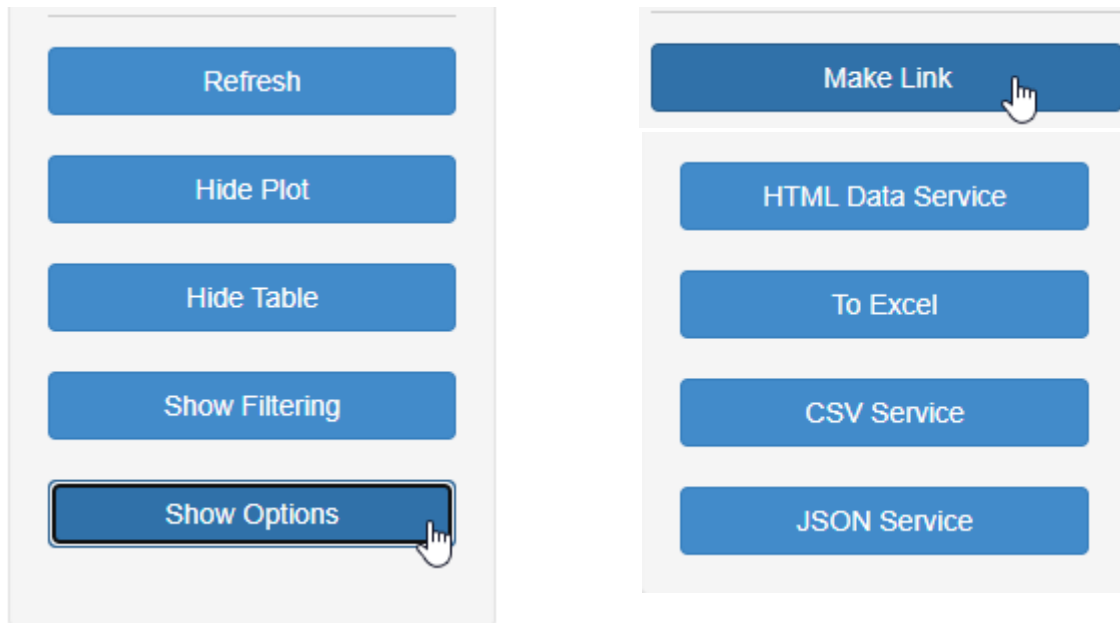 Refresh
Hide Plot
Hide Table
Show Filtering
Show Options
Make Link
HTML Data Service
To Excel
CSV Service
JSON Service